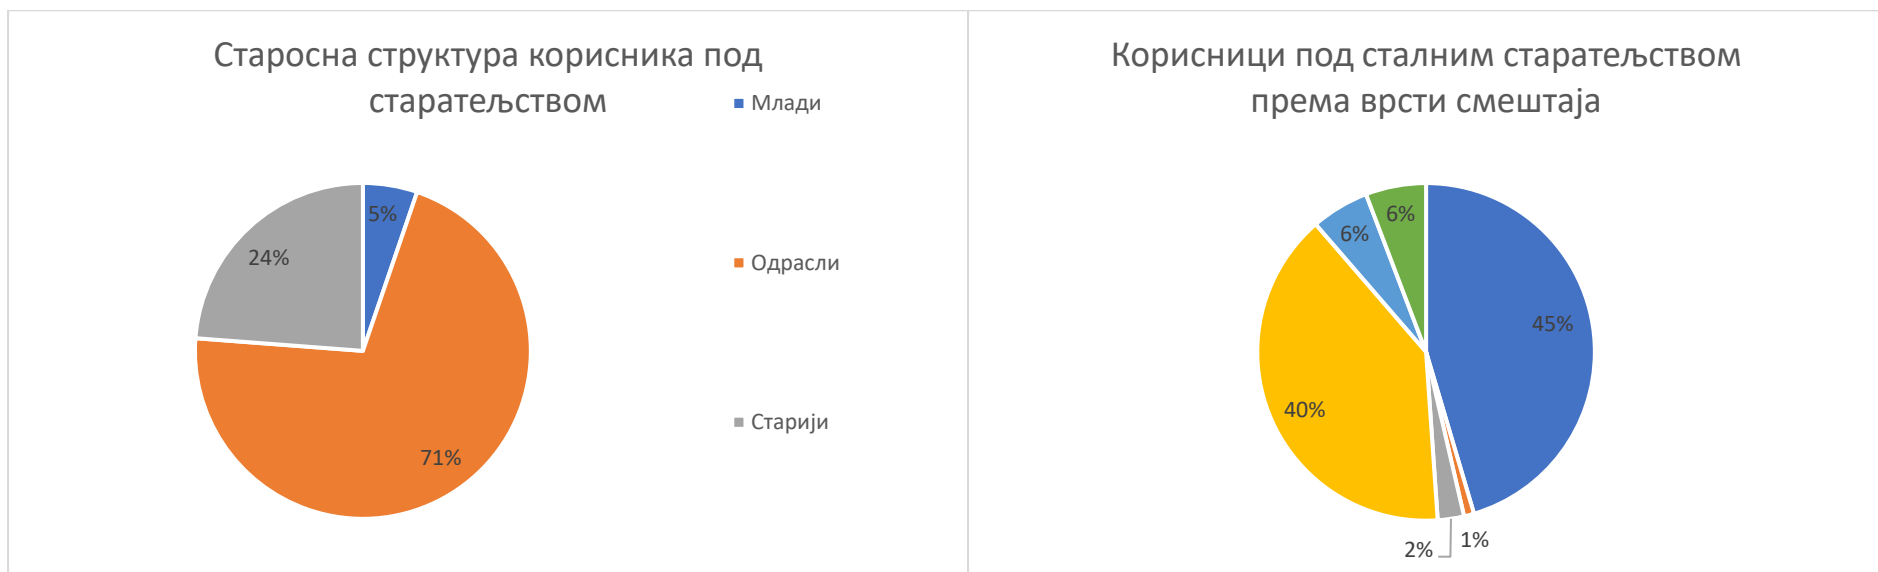 Старосна структура корисника под
старатељством
Млади
Одрасли
Старији
5%
24%
71%
Корисници под сталним старатељством
према врсти смештаја
6%
6%
45%
40%
2%
1%